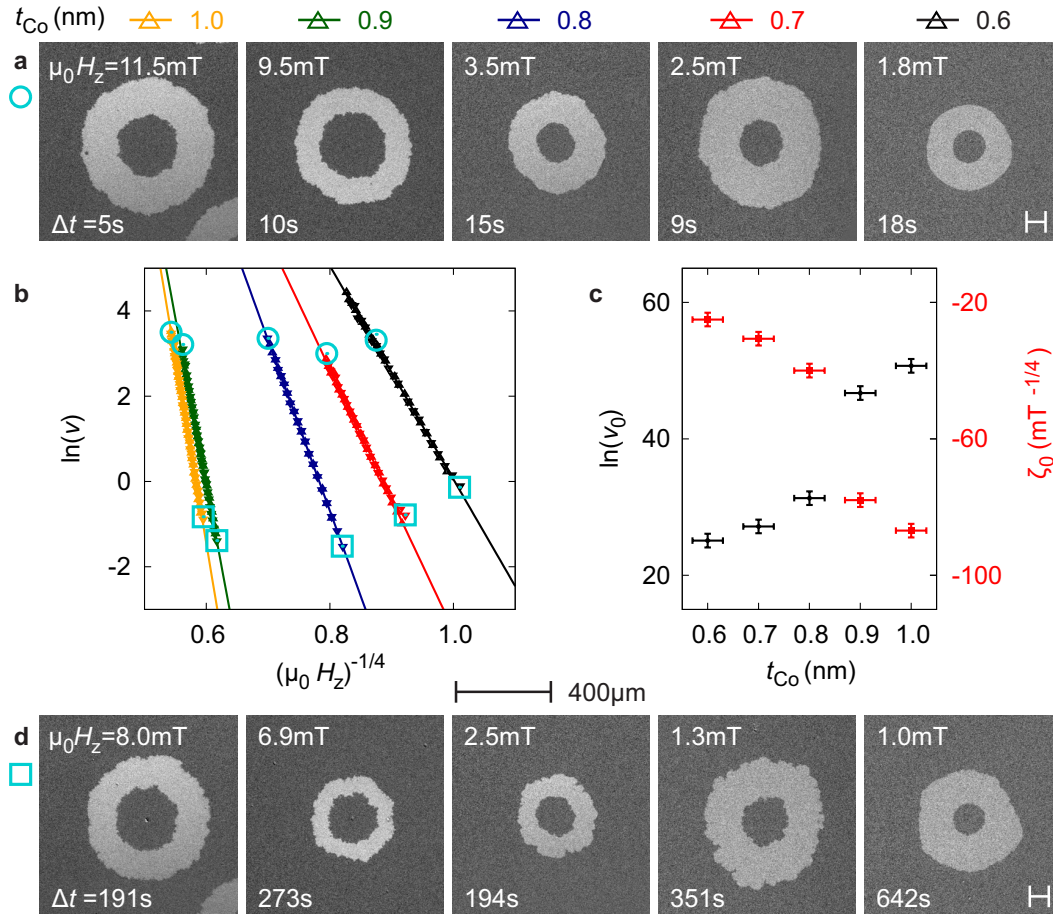 t_Co (nm) 1.0 0.9 0.8 0.7 0.6
a
μ₀H_z=11.5mT 9.5mT 3.5mT 2.5mT 1.8mT
Δt =5s 10s 15s 9s 18s
b
ln(v)
4
2
0
-2
0.6 0.8 1.0
(μ₀ H_z)^-1/4
c
ln(v₀)
60
40
20
-20
-60
-100
ζ₀ (mT^-1/4)
0.6 0.7 0.8 0.9 1.0
t_Co (nm)
400μm
d
μ₀H_z=8.0mT 6.9mT 2.5mT 1.3mT 1.0mT
Δt =191s 273s 194s 351s 642s